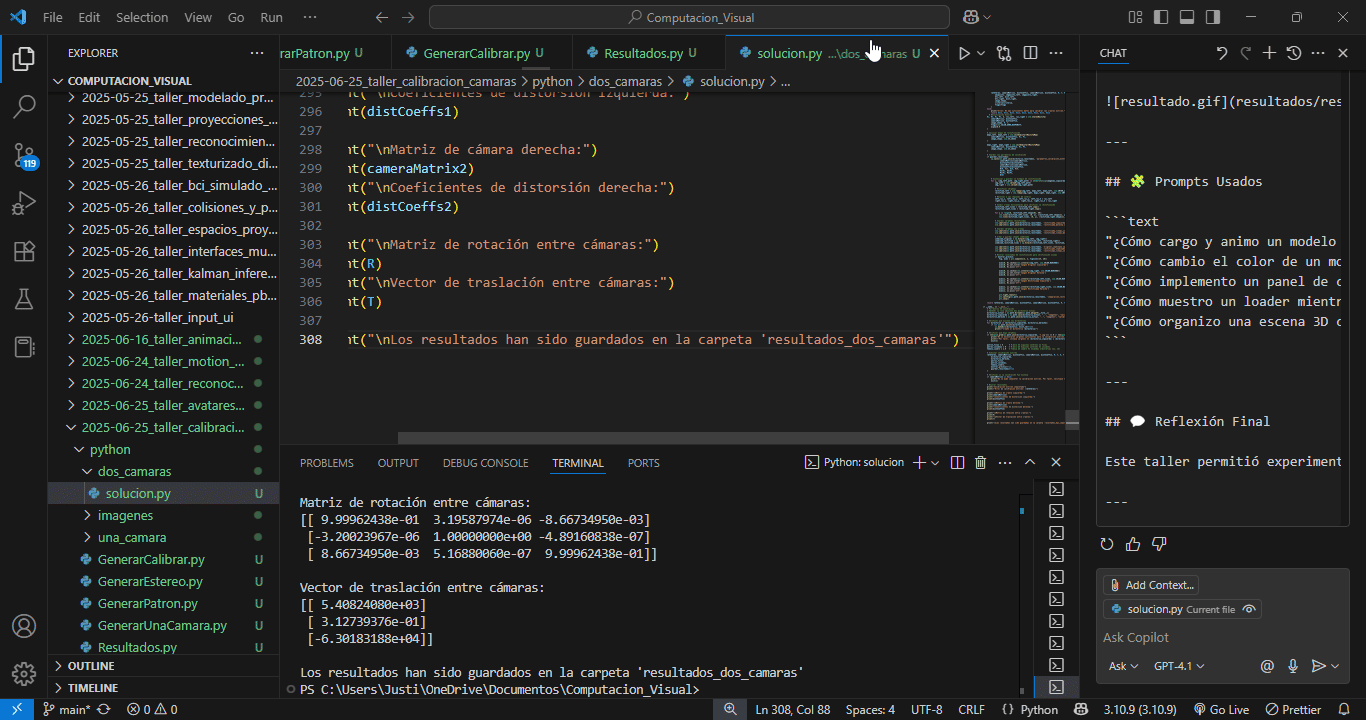 File Edit Selection View Go Run ···
Computacion_Visual
EXPLORER ···
COMPUTACION_VISUAL
2025-05-25_taller_modelado_pr...
2025-05-25_taller_proyecciones_...
2025-05-25_taller_reconocimien...
2025-05-25_taller_texturizado_di...
2025-05-26_taller_bci_simulado_...
2025-05-26_taller_colisiones_y_p...
2025-05-26_taller_espacios_proy...
2025-05-26_taller_interfaces_mu...
2025-05-26_taller_kalman_infere...
2025-05-26_taller_materiales_pb...
2025-05-26_taller_input_ui
2025-06-16_taller_animaci...
2025-06-24_taller_motion_...
2025-06-24_taller_reconoc...
2025-06-25_taller_avatares...
2025-06-25_taller_calibraci...
python
dos_camaras
solucion.py U
imagenes
una_camara
GenerarCalibrar.py U
GenerarEstereo.py U
GenerarPatron.py U
GenerarUnaCamara.py U
Resultados.py U
OUTLINE
TIMELINE
119
rarPatron.py U
GenerarCalibrar.py U
Resultados.py U
solucion.py ...\dos_camaras U
2025-06-25_taller_calibracion_camaras > python > dos_camaras > solucion.py > ...
295 nt("\nCoeficientes de distorsión izquierda:")
296 nt(distCoeffs1)
297
298 nt("\nMatriz de cámara derecha:")
299 nt(cameraMatrix2)
300 nt("\nCoeficientes de distorsión derecha:")
301 nt(distCoeffs2)
302
303 nt("\nMatriz de rotación entre cámaras:")
304 nt(R)
305 nt("\nVector de traslación entre cámaras:")
306 nt(T)
307
308 nt("\nLos resultados han sido guardados en la carpeta 'resultados_dos_camaras'")
PROBLEMS OUTPUT DEBUG CONSOLE TERMINAL PORTS
Python: solucion
Matriz de rotación entre cámaras:
[[ 9.99962438e-01 3.19587974e-06 -8.66734950e-03]
[-3.20023967e-06 1.00000000e+00 -4.89160838e-07]
[ 8.66734950e-03 5.16880060e-07 9.99962438e-01]]
Vector de traslación entre cámaras:
[[ 5.40824080e+03]
[ 3.12739376e-01]
[-6.30183188e+04]]
Los resultados han sido guardados en la carpeta 'resultados_dos_camaras'
PS C:\Users\Justi\OneDrive\Documentos\Computacion_Visual>
CHAT
![resultado.gif](resultados/res
---
## 🧩 Prompts Usados
```text
"¿Cómo cargo y animo un modelo
"¿Cómo cambio el color de un mo
"¿Cómo implemento un panel de c
"¿Cómo muestro un loader mientr
"¿Cómo organizo una escena 3D c
```
---
## 💬 Reflexión Final
Este taller permitió experiment
---
Add Context...
solucion.py Current file
Ask Copilot
Ask GPT-4.1
main* 0 0
Ln 308, Col 88 Spaces: 4 UTF-8 CRLF {} Python 3.10.9 (3.10.9) Go Live Prettier